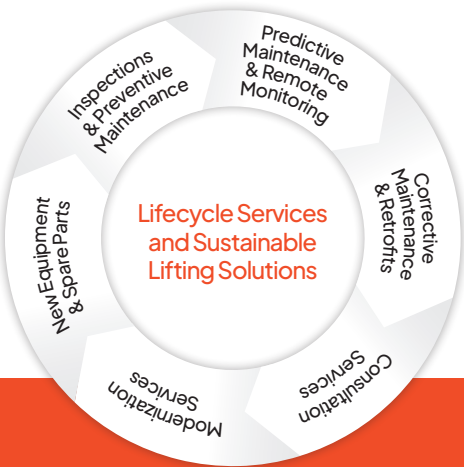 Inspections
& Preventive
Maintenance
Predictive
Maintenance
& Remote
Monitoring
Corrective
Maintenance
& Retrofits
Consultation
Services
Modernization
Services
New Equipment
& Spare Parts
Lifecycle Services
and Sustainable
Lifting Solutions